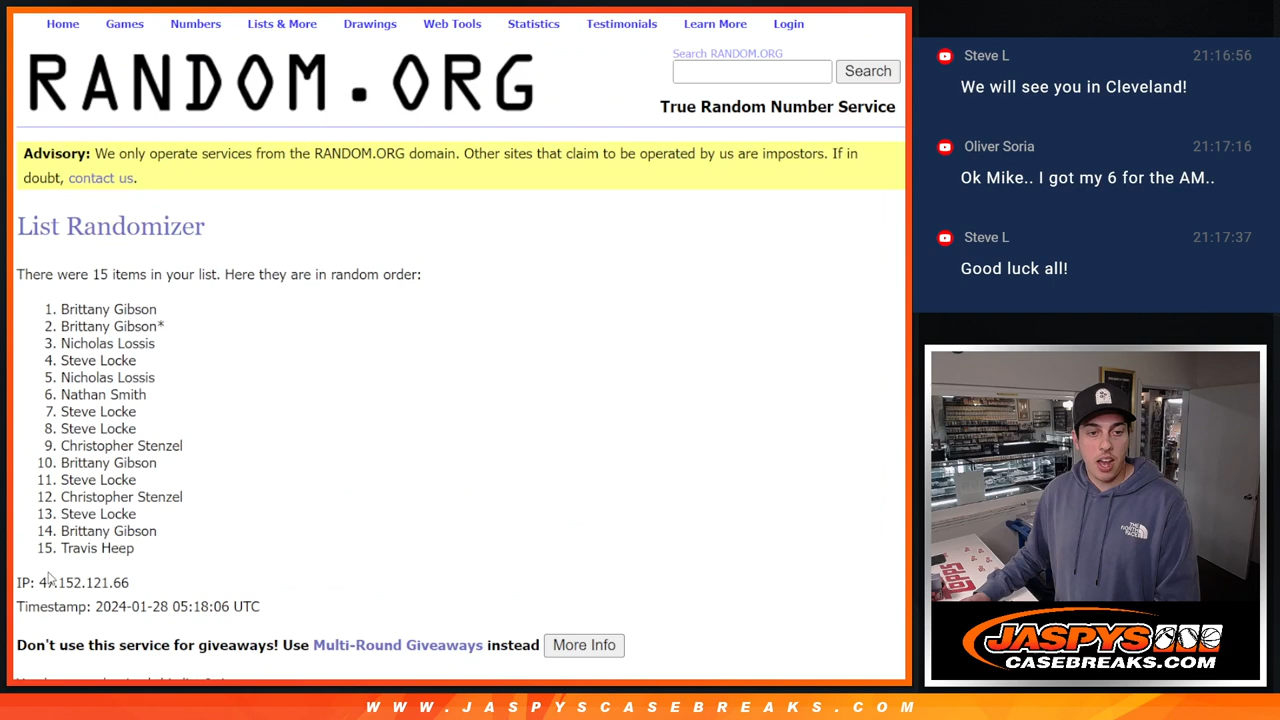 Home Games Numbers Lists & More Drawings Web Tools Statistics Testimonials Learn More Login
RANDOM.ORG
Search RANDOM.ORG
Search
True Random Number Service
Advisory: We only operate services from the RANDOM.ORG domain. Other sites that claim to be operated by us are impostors. If in
doubt, contact us.
List Randomizer
There were 15 items in your list. Here they are in random order:
1. Brittany Gibson
2. Brittany Gibson*
3. Nicholas Lossis
4. Steve Locke
5. Nicholas Lossis
6. Nathan Smith
7. Steve Locke
8. Steve Locke
9. Christopher Stenzel
10. Brittany Gibson
11. Steve Locke
12. Christopher Stenzel
13. Steve Locke
14. Brittany Gibson
15. Travis Heep
IP:
Timestamp: 2024-01-28 05:18:06 UTC
Don't use this service for giveaways! Use Multi-Round Giveaways instead More Info
Steve L 21:16:56
We will see you in Cleveland!
Oliver Soria 21:17:16
Ok Mike.. I got my 6 for the AM..
Steve L 21:17:37
Good luck all!
THE NORTH FACE
TOPPS
JASPYS
CASEBREAKS.COM
WWW.JASPYSCASEBREAKS.COM